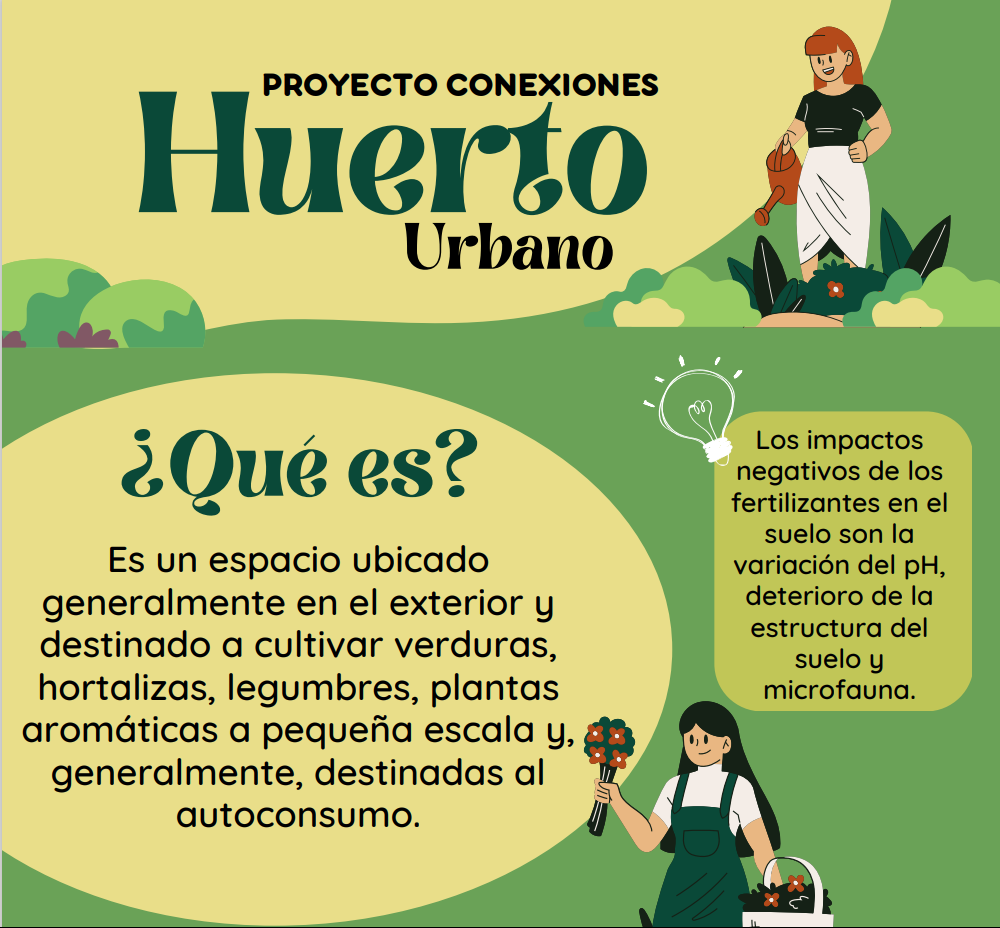 PROYECTO CONEXIONES
Huerto
Urbano
¿Qué es?
Es un espacio ubicado
generalmente en el exterior y
destinado a cultivar verduras,
hortalizas, legumbres, plantas
aromáticas a pequeña escala y,
generalmente, destinadas al
autoconsumo.
Los impactos
negativos de los
fertilizantes en el
suelo son la
variación del pH,
deterioro de la
estructura del
suelo y
microfauna.